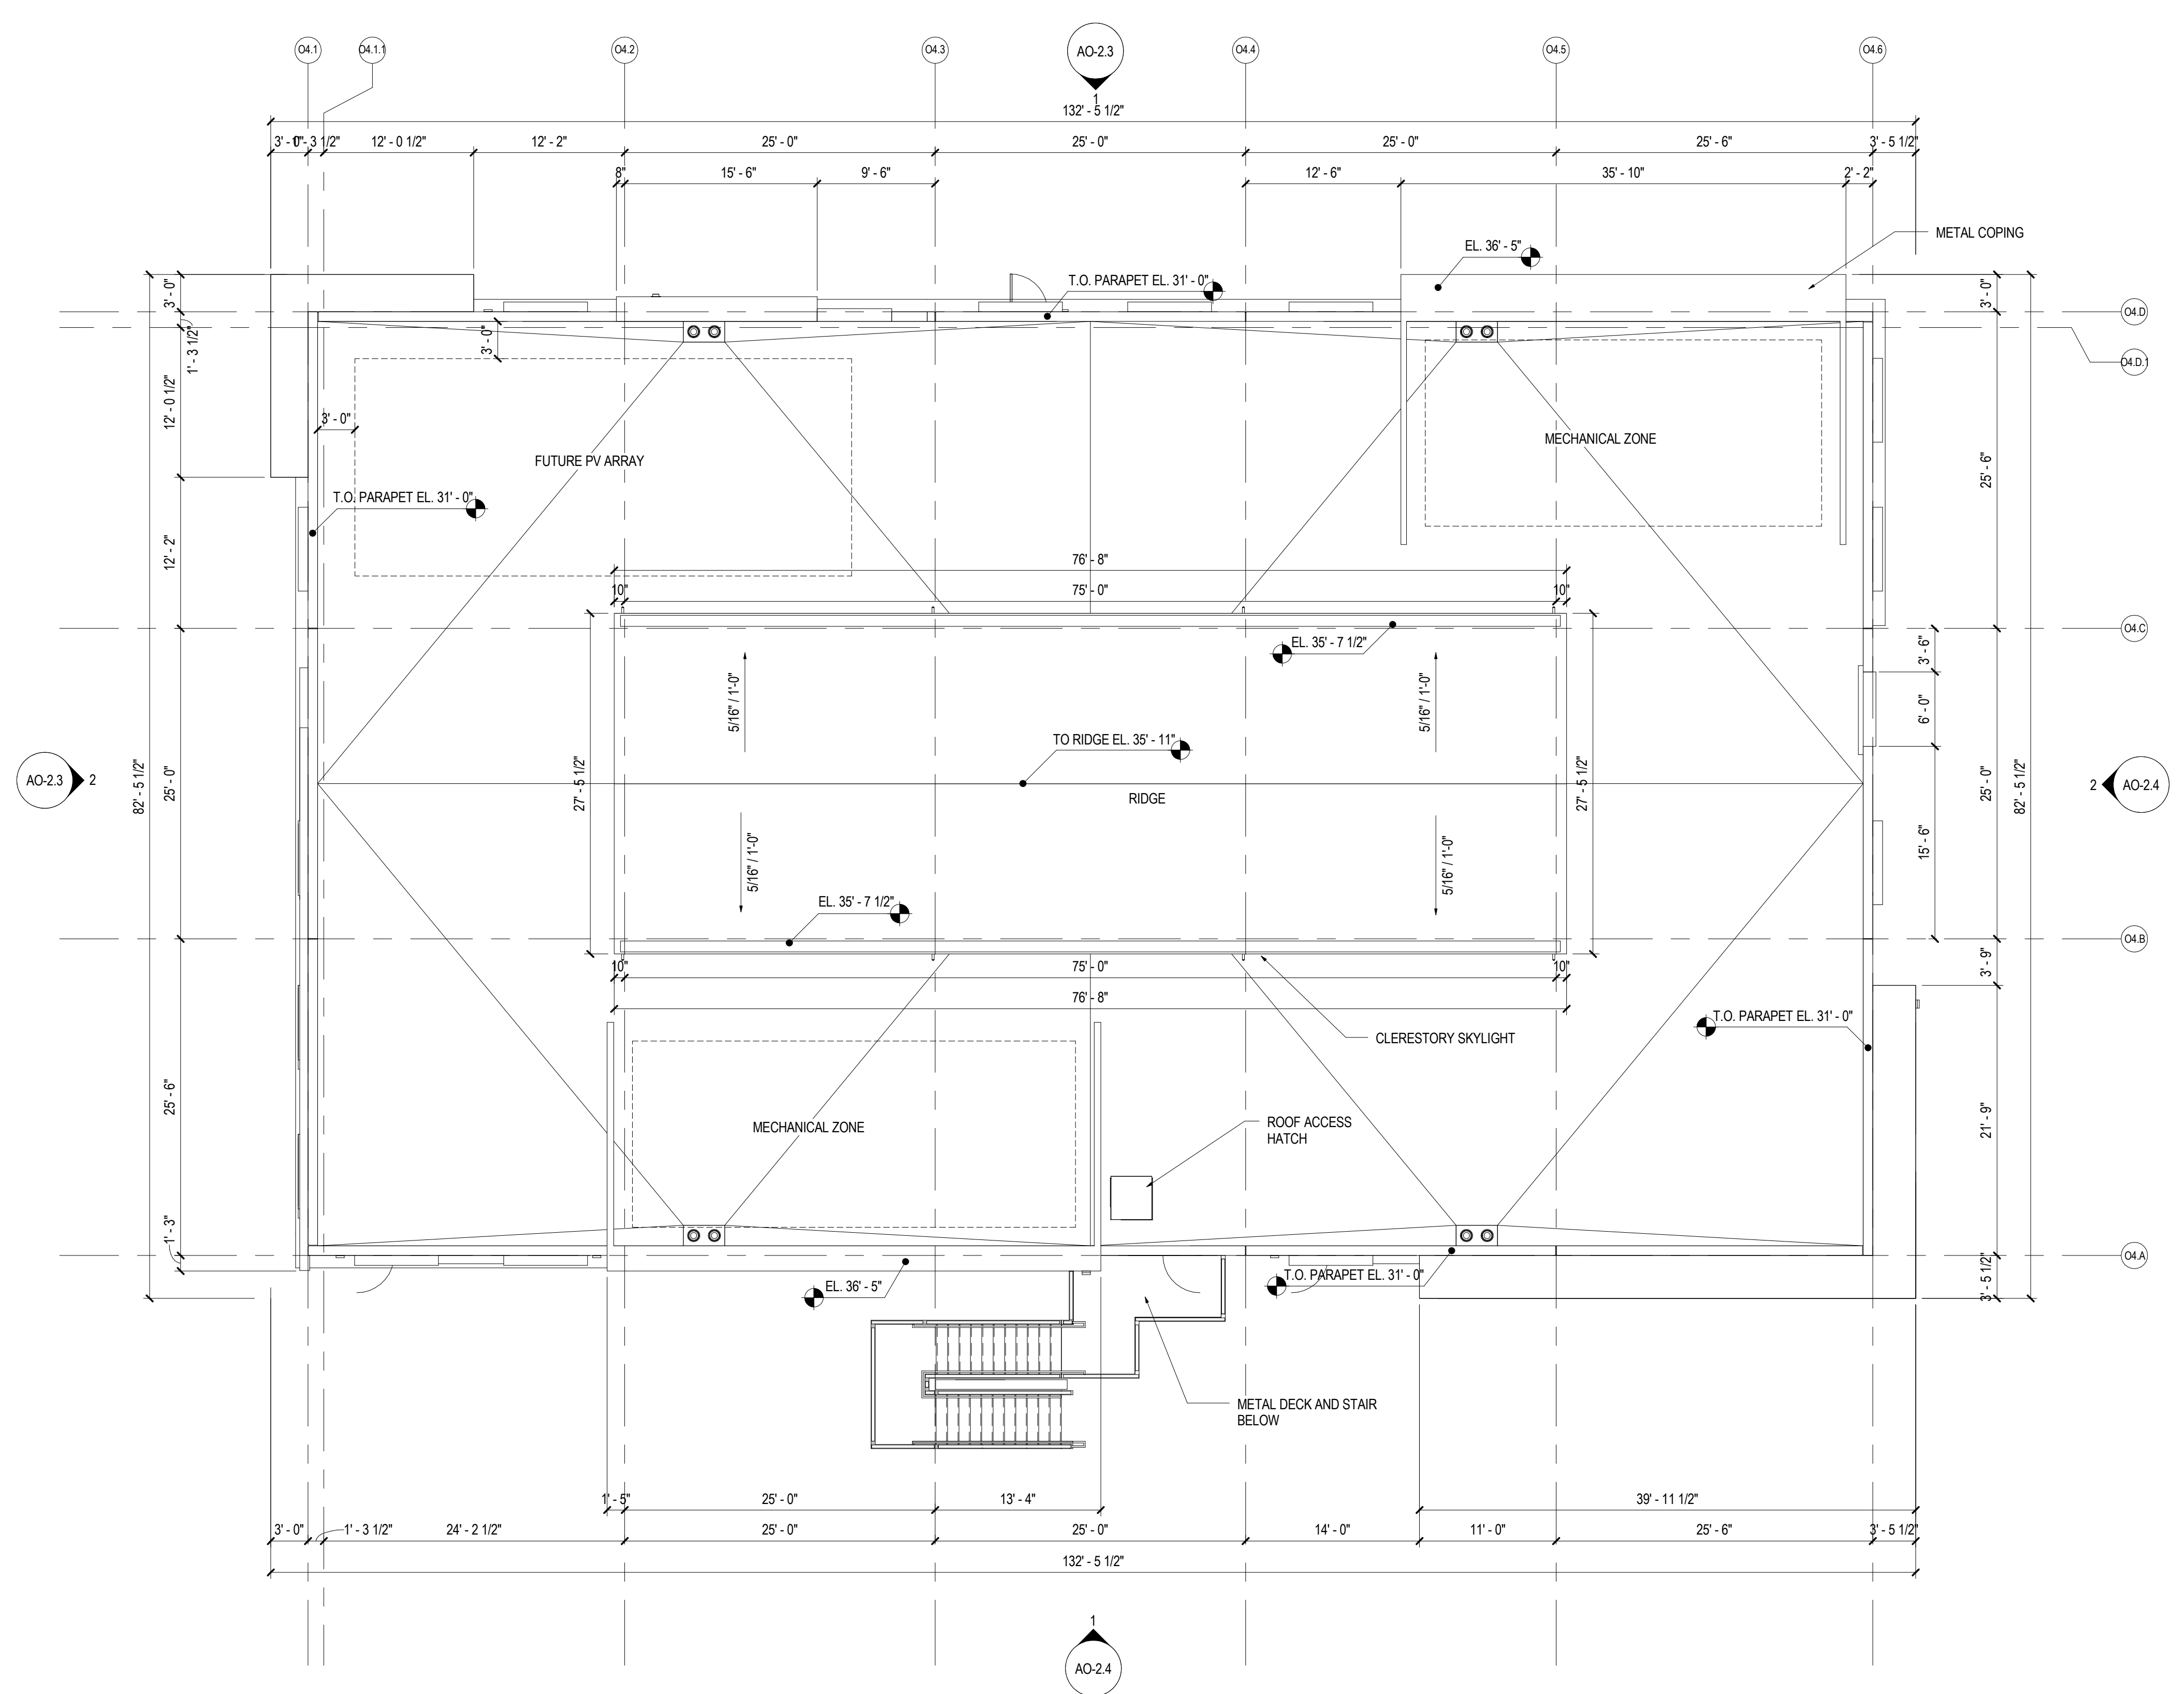 O4.1
O4.1.1
O4.2
O4.3
AO-2.3
1
O4.4
O4.5
O4.6
132' - 5 1/2"
3' - 0"
1' - 3 1/2"
12' - 0 1/2"
12' - 2"
25' - 0"
25' - 0"
25' - 0"
25' - 6"
3' - 5 1/2"
8"
15' - 6"
9' - 6"
12' - 6"
35' - 10"
2' - 2"
METAL COPING
EL. 36' - 5"
T.O. PARAPET EL. 31' - 0"
3' - 0"
1' - 3 1/2"
3' - 0"
3' - 0"
O4.D
O4.D.1
12' - 0 1/2"
3' - 0"
MECHANICAL ZONE
FUTURE PV ARRAY
25' - 6"
T.O. PARAPET EL. 31' - 0"
12' - 2"
76' - 8"
10"
75' - 0"
10"
O4.C
EL. 35' - 7 1/2"
3' - 6"
5/16" / 1'-0"
5/16" / 1'-0"
6' - 0"
TO RIDGE EL. 35' - 11"
RIDGE
AO-2.3
2
82' - 5 1/2"
25' - 0"
27' - 5 1/2"
27' - 5 1/2"
25' - 0"
82' - 5 1/2"
2
AO-2.4
15' - 6"
5/16" / 1'-0"
5/16" / 1'-0"
EL. 35' - 7 1/2"
O4.B
10"
75' - 0"
10"
3' - 9"
76' - 8"
T.O. PARAPET EL. 31' - 0"
CLERESTORY SKYLIGHT
25' - 6"
MECHANICAL ZONE
ROOF ACCESS
HATCH
21' - 9"
1' - 3"
O4.A
EL. 36' - 5"
T.O. PARAPET EL. 31' - 0"
3' - 5 1/2"
METAL DECK AND STAIR
BELOW
1' - 5"
25' - 0"
13' - 4"
39' - 11 1/2"
3' - 0"
1' - 3 1/2"
24' - 2 1/2"
25' - 0"
25' - 0"
14' - 0"
11' - 0"
25' - 6"
3' - 5 1/2"
132' - 5 1/2"
1
AO-2.4